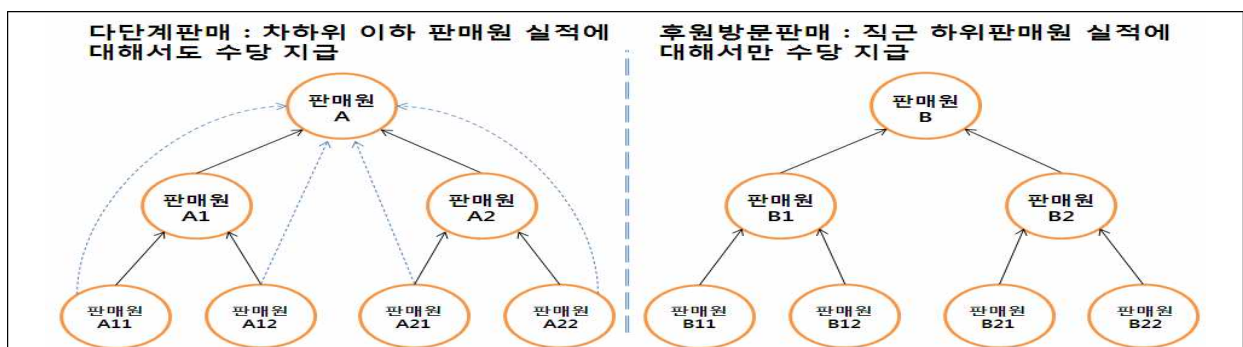 다단계판매 : 차하위 이하 판매원 실적에
대해서도 수당 지급
판매원
A
판매원
A1
판매원
A2
판매원
A11
판매원
A12
판매원
A21
판매원
A22
후원방문판매 : 직근 하위판매원 실적에
대해서만 수당 지급
판매원
B
판매원
B1
판매원
B2
판매원
B11
판매원
B12
판매원
B21
판매원
B22